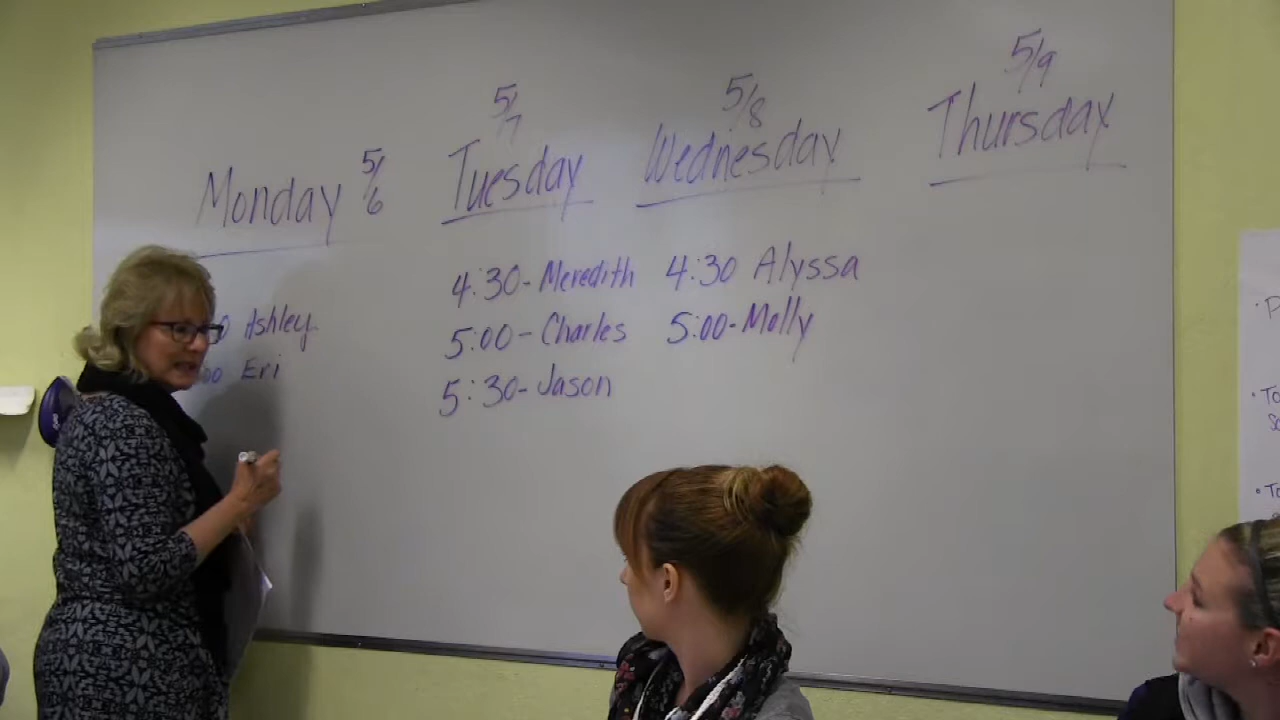 Monday 5/6
Ashley
Eri
5/7
Tuesday
4:30- Meredith
5:00 - Charles
5:30- Jason
5/8
Wednesday
4:30 Alyssa
5:00- Molly
5/9
Thursday